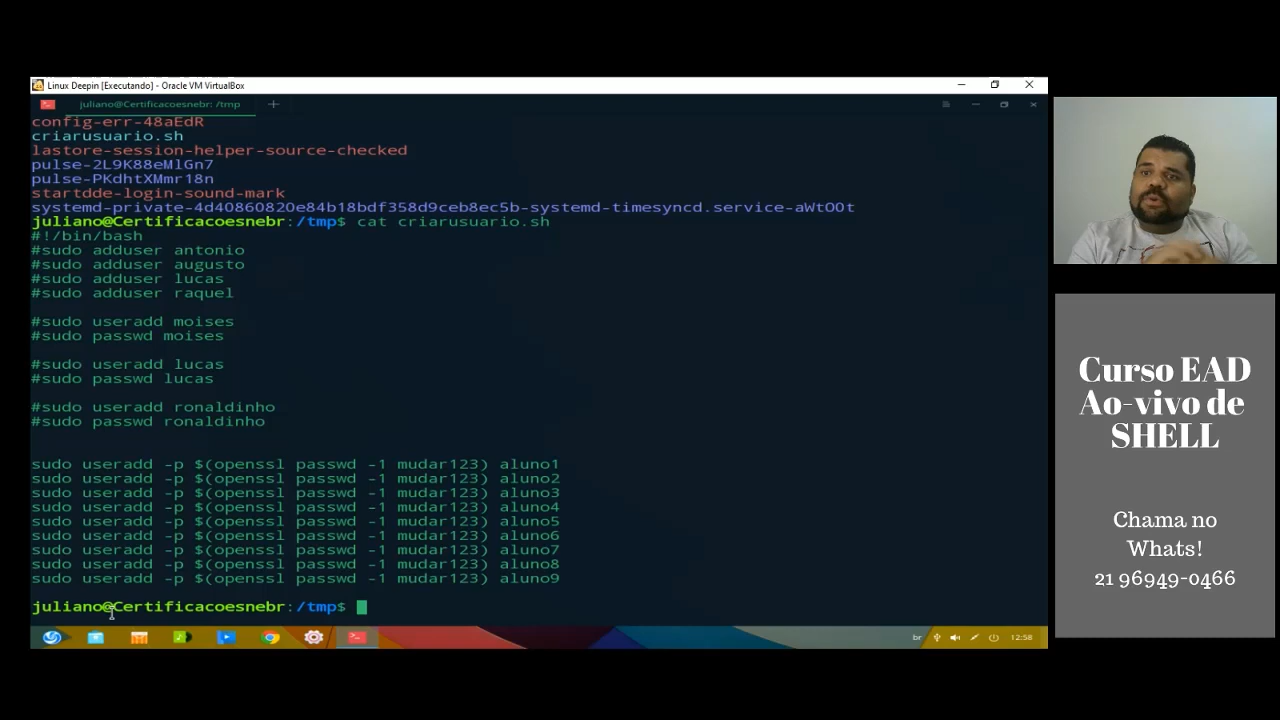 Linux Deepin [Executando] - Oracle VM VirtualBox
juliano@Certificacoesnebr: /tmp
config-err-48aEdR
criarusuario.sh
lastore-session-helper-source-checked
pulse-2L9K88eMlGn7
pulse-PKdhtXMmr18n
startdde-login-sound-mark
systemd-private-4d40860820e84b18bdf358d9ceb8ec5b-systemd-timesyncd.service-aWtO0t
juliano@Certificacoesnebr:/tmp$ cat criarusuario.sh
#!/bin/bash
#sudo adduser antonio
#sudo adduser augusto
#sudo adduser lucas
#sudo adduser raquel
#sudo useradd moises
#sudo passwd moises
#sudo useradd lucas
#sudo passwd lucas
#sudo useradd ronaldinho
#sudo passwd ronaldinho
sudo useradd -p $(openssl passwd -1 mudar123) aluno1
sudo useradd -p $(openssl passwd -1 mudar123) aluno2
sudo useradd -p $(openssl passwd -1 mudar123) aluno3
sudo useradd -p $(openssl passwd -1 mudar123) aluno4
sudo useradd -p $(openssl passwd -1 mudar123) aluno5
sudo useradd -p $(openssl passwd -1 mudar123) aluno6
sudo useradd -p $(openssl passwd -1 mudar123) aluno7
sudo useradd -p $(openssl passwd -1 mudar123) aluno8
sudo useradd -p $(openssl passwd -1 mudar123) aluno9
juliano@Certificacoesnebr:/tmp$
br
12:58
Curso EAD
Ao-vivo de
SHELL
Chama no
Whats!
21 96949-0466